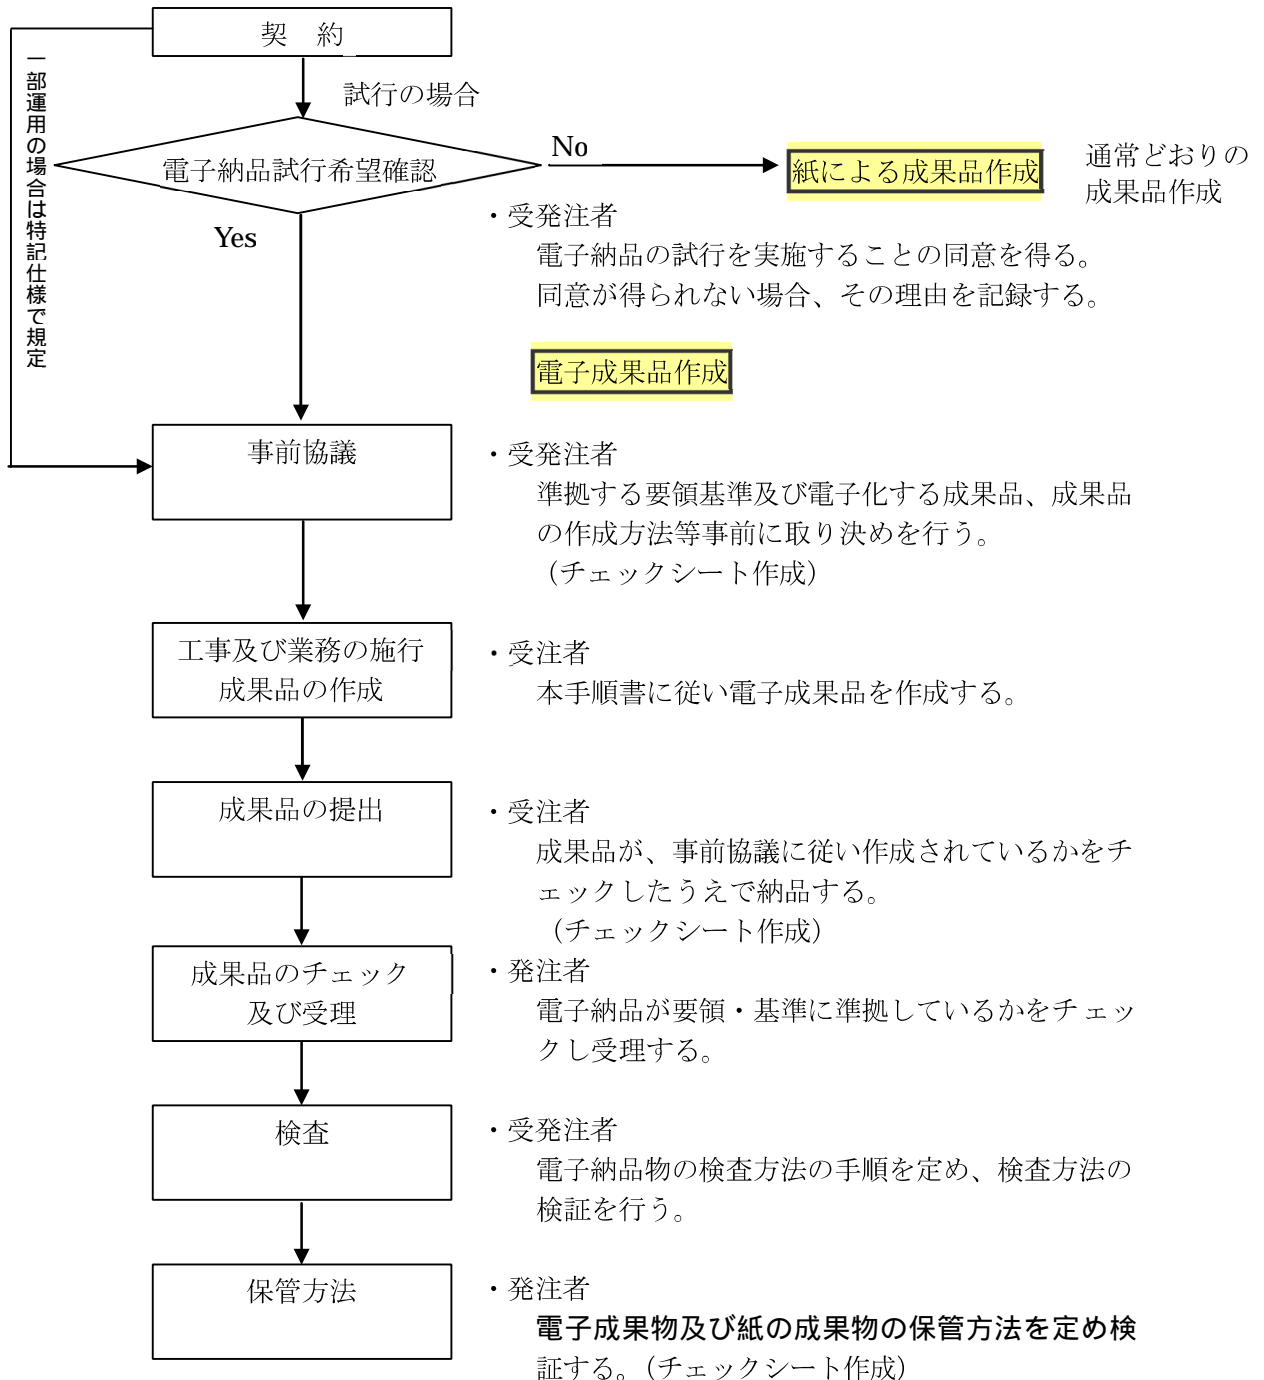 契　約
一部運用の場合は特記仕様で規定
試行の場合
電子納品試行希望確認
No
紙による成果品作成
通常どおりの
成果品作成
Yes
・受発注者
電子納品の試行を実施することの同意を得る。
同意が得られない場合、その理由を記録する。
電子成果品作成
事前協議
・受発注者
準拠する要領基準及び電子化する成果品、成果品
の作成方法等事前に取り決めを行う。
（チェックシート作成）
工事及び業務の施行
成果品の作成
・受注者
本手順書に従い電子成果品を作成する。
成果品の提出
・受注者
成果品が、事前協議に従い作成されているかをチ
ェックしたうえで納品する。
（チェックシート作成）
成果品のチェック
及び受理
・発注者
電子納品が要領・基準に準拠しているかをチェッ
クし受理する。
検査
・受発注者
電子納品物の検査方法の手順を定め、検査方法の
検証を行う。
保管方法
・発注者
電子成果物及び紙の成果物の保管方法を定め検
証する。（チェックシート作成）